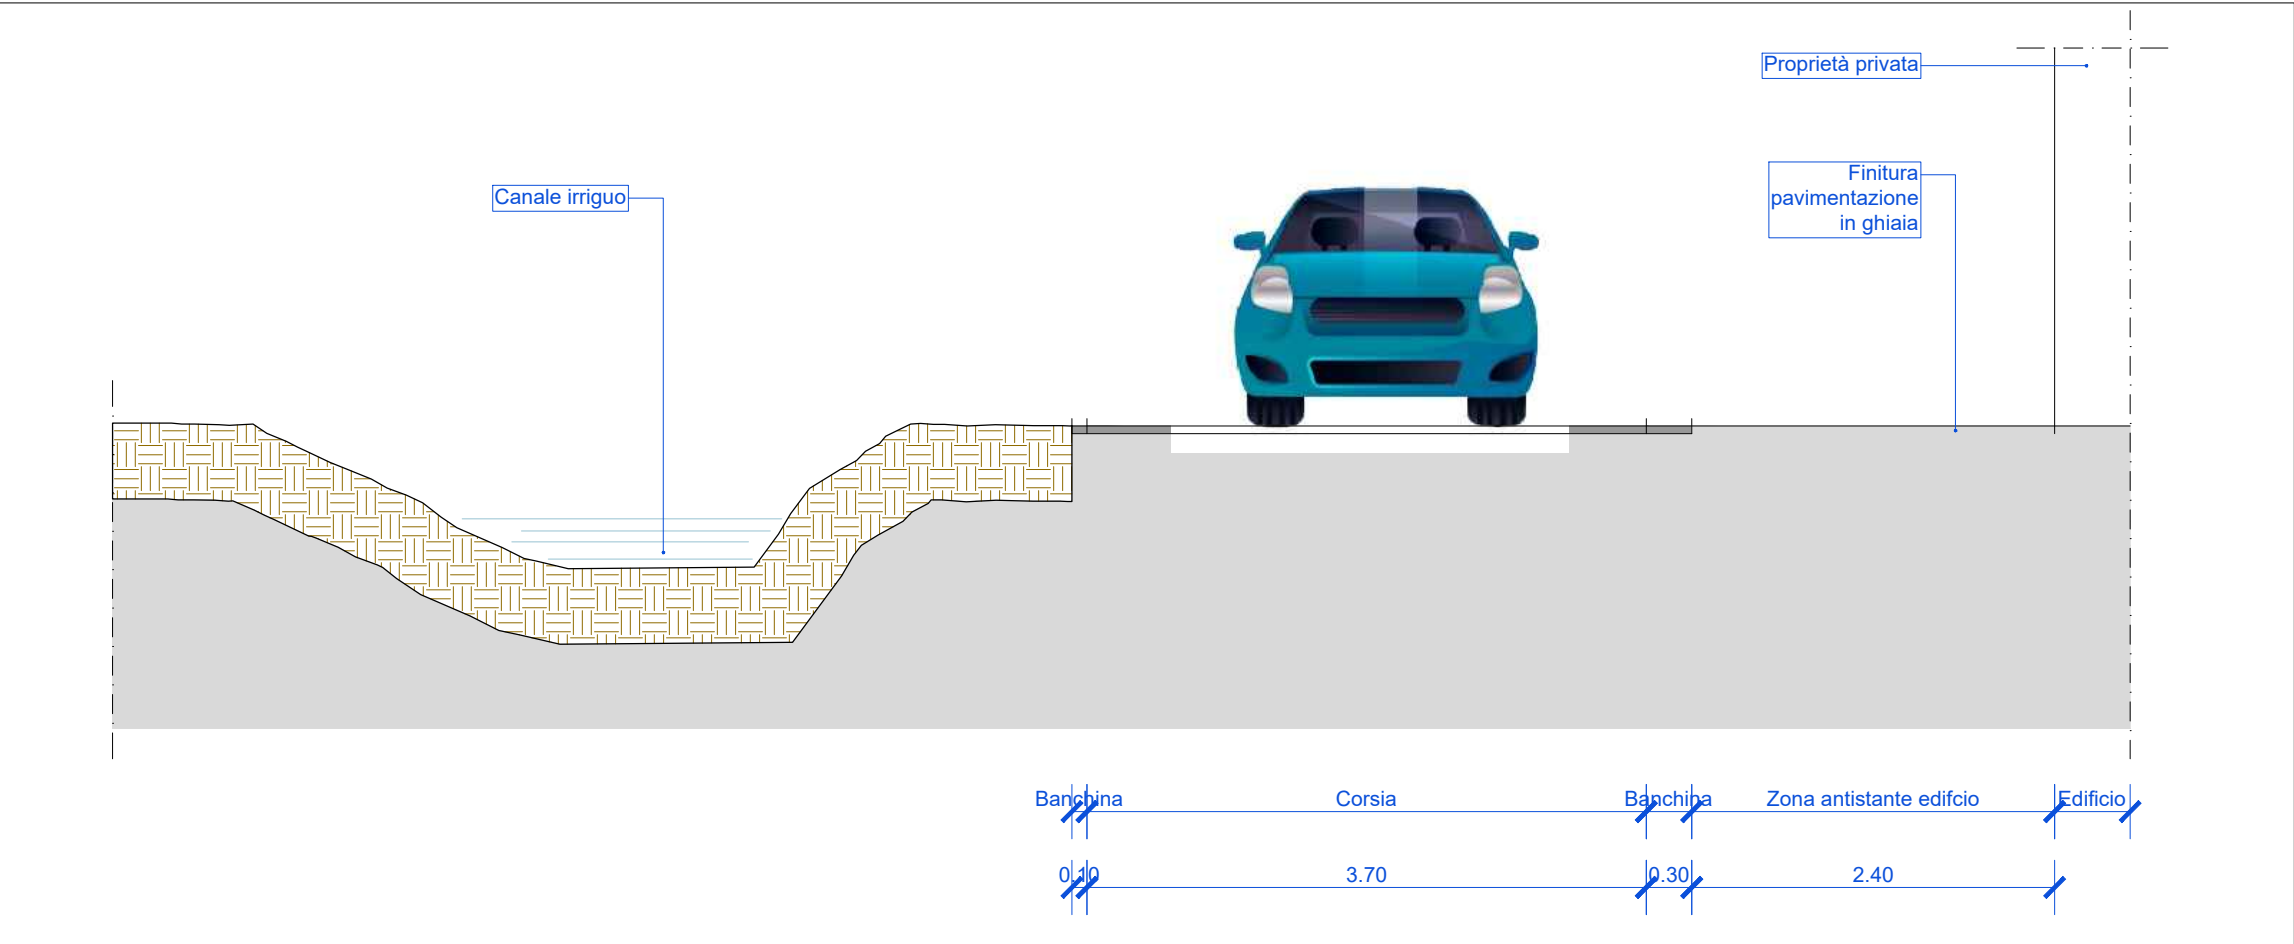 Proprietà privata
Finitura
pavimentazione
in ghiaia
Canale irriguo
Banchina
Corsia
Banchina
Zona antistante edifcio
Edificio
0.10
3.70
0.30
2.40